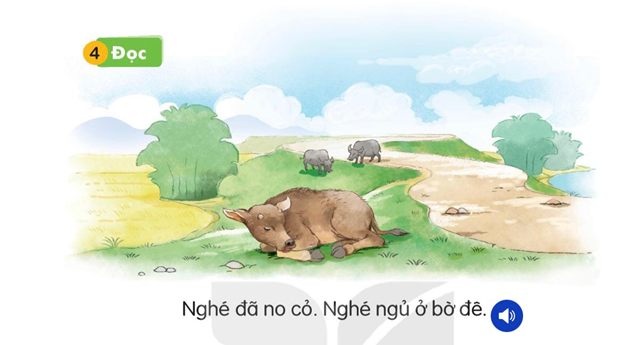 4 Đọc
Nghé đã no cỏ. Nghé ngủ ở bờ đê.